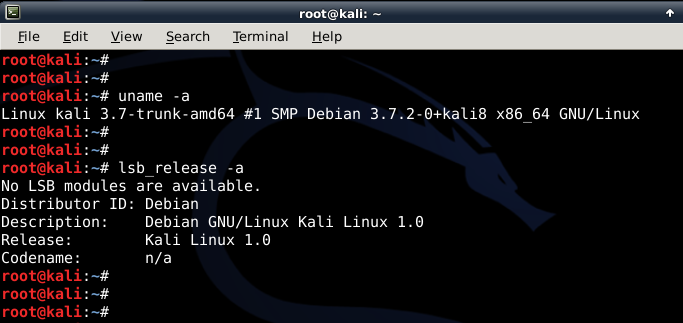 root@kali: ~
File Edit View Search Terminal Help
root@kali:~#
root@kali:~#
root@kali:~# uname -a
Linux kali 3.7-trunk-amd64 #1 SMP Debian 3.7.2-0+kali8 x86_64 GNU/Linux
root@kali:~#
root@kali:~#
root@kali:~# lsb_release -a
No LSB modules are available.
Distributor ID: Debian
Description:    Debian GNU/Linux Kali Linux 1.0
Release:        Kali Linux 1.0
Codename:       n/a
root@kali:~#
root@kali:~#
root@kali:~#